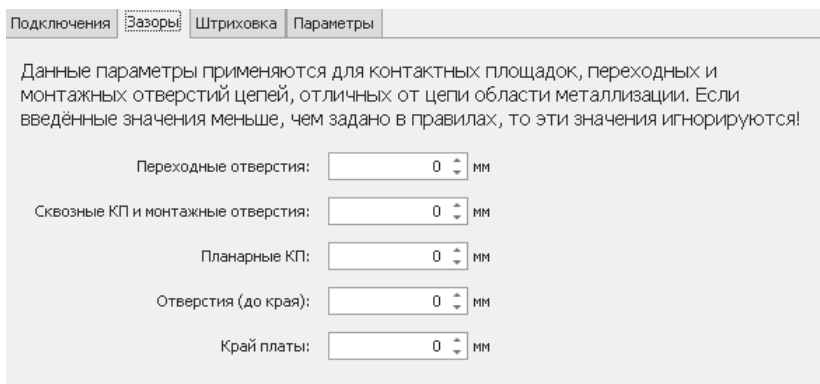 Подключения Зазоры Штриховка Параметры
Данные параметры применяются для контактных площадок, переходных и
монтажных отверстий цепей, отличных от цепи области металлизации. Если
введённые значения меньше, чем задано в правилах, то эти значения игнорируются!
Переходные отверстия: 0 мм
Сквозные КП и монтажные отверстия: 0 мм
Планарные КП: 0 мм
Отверстия (до края): 0 мм
Край платы: 0 мм